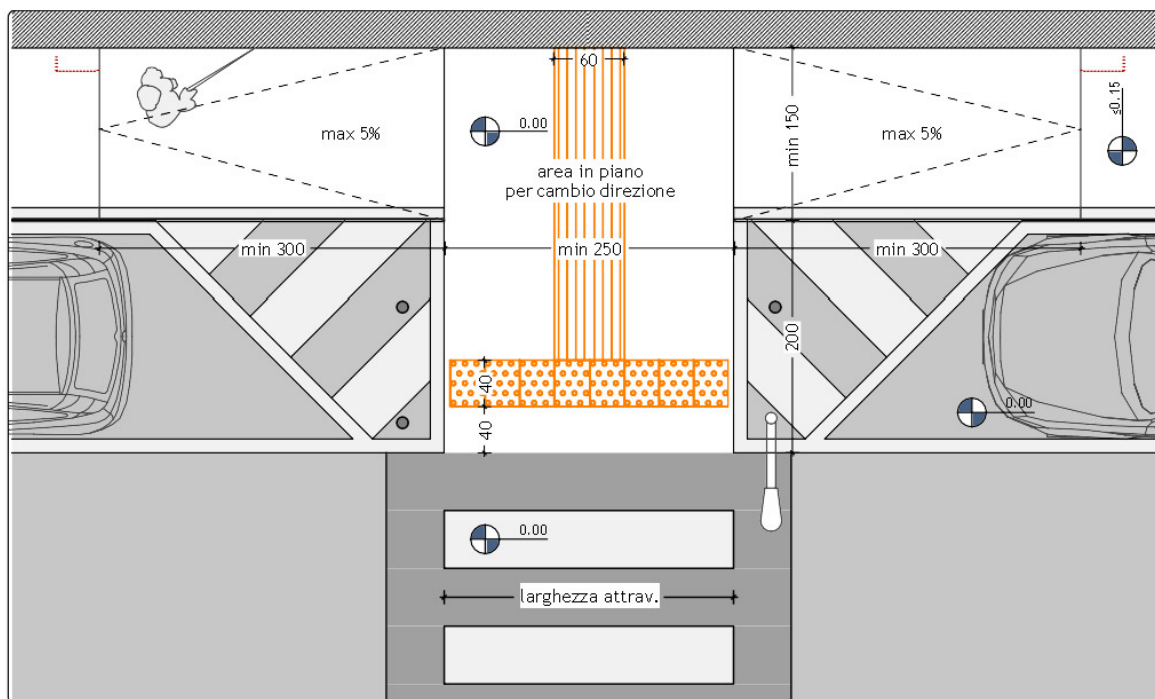 60
0.00
max 5%
max 5%
min 150
≤0.15
area in piano
per cambio direzione
min 300
min 250
min 300
200
40
40
0.00
0.00
larghezza attrav.